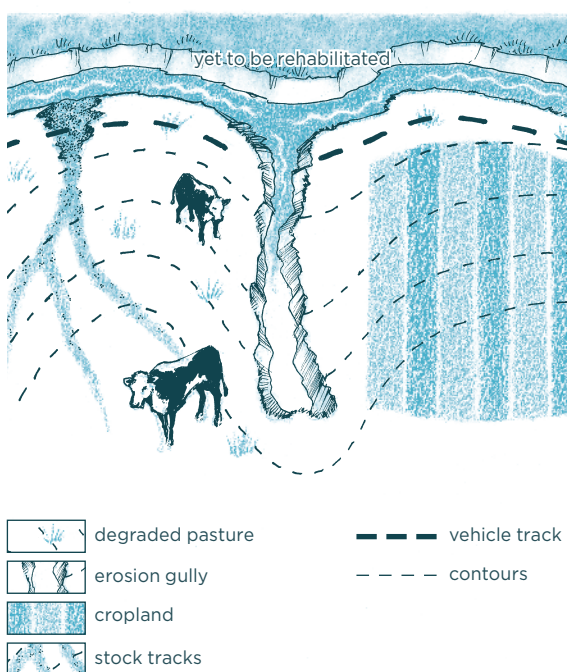 yet to be rehabilitated
degraded pasture
erosion gully
cropland
stock tracks
vehicle track
contours